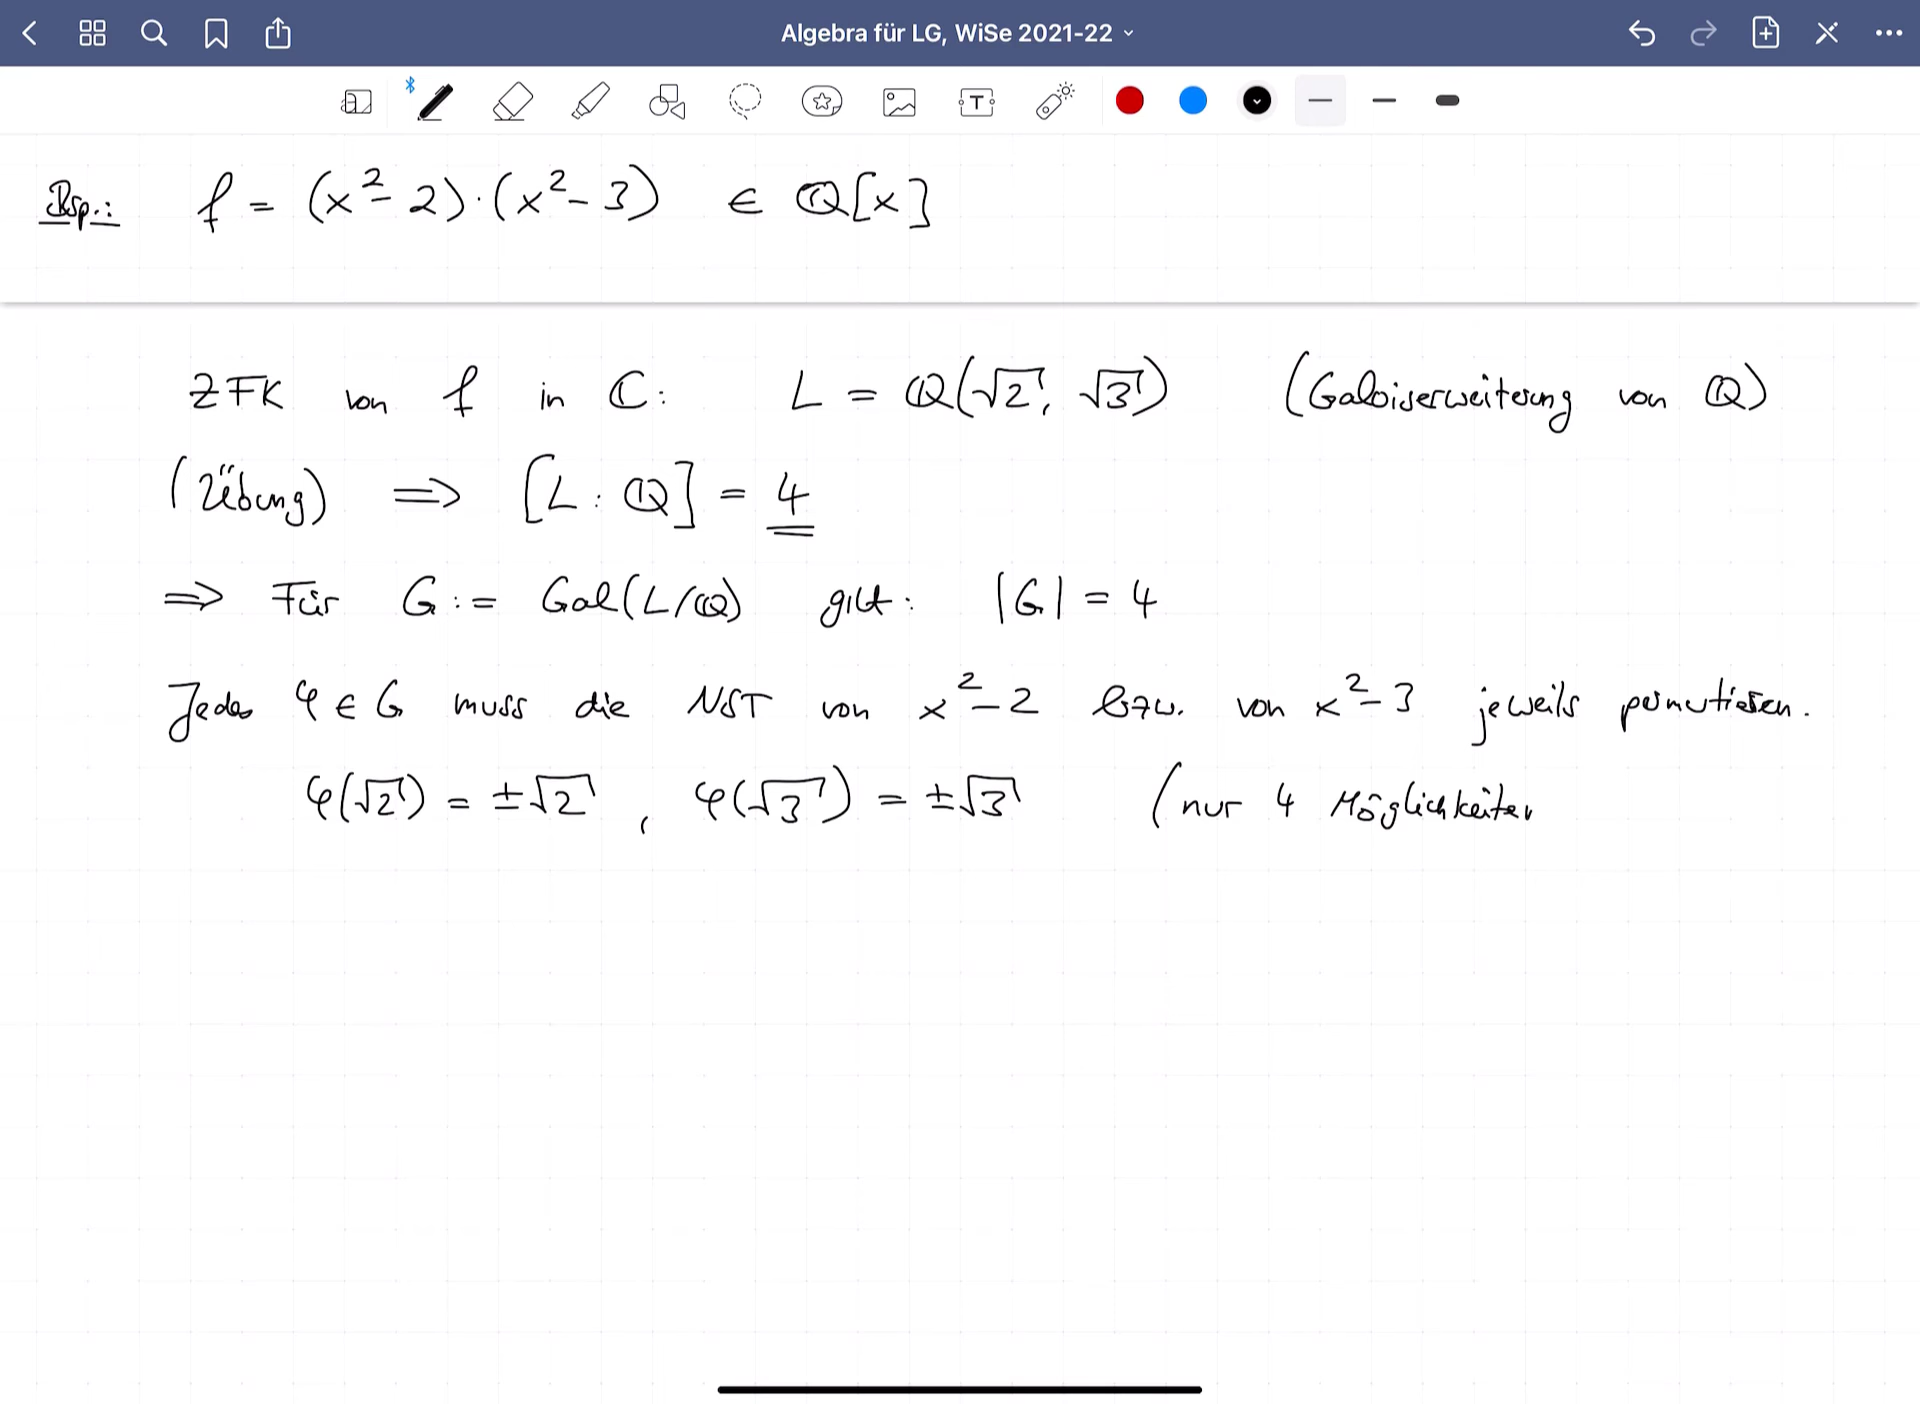 Algebra für LG, WiSe 2021-22
Bsp.: f = (x² - 2)·(x² - 3) ∈ ℚ[x]
ZFK von f in ℂ: L = ℚ(√2, √3) (Galoiserweiterung von ℚ)
(Übung) ⟹ [L : ℚ] = 4
⟹ Für G := Gal(L/ℚ) gilt: |G| = 4
Jedes φ ∈ G muss die NST von x² - 2 bzw. von x² - 3 jeweils permutieren.
φ(√2) = ±√2, φ(√3) = ±√3 (nur 4 Möglichkeiten